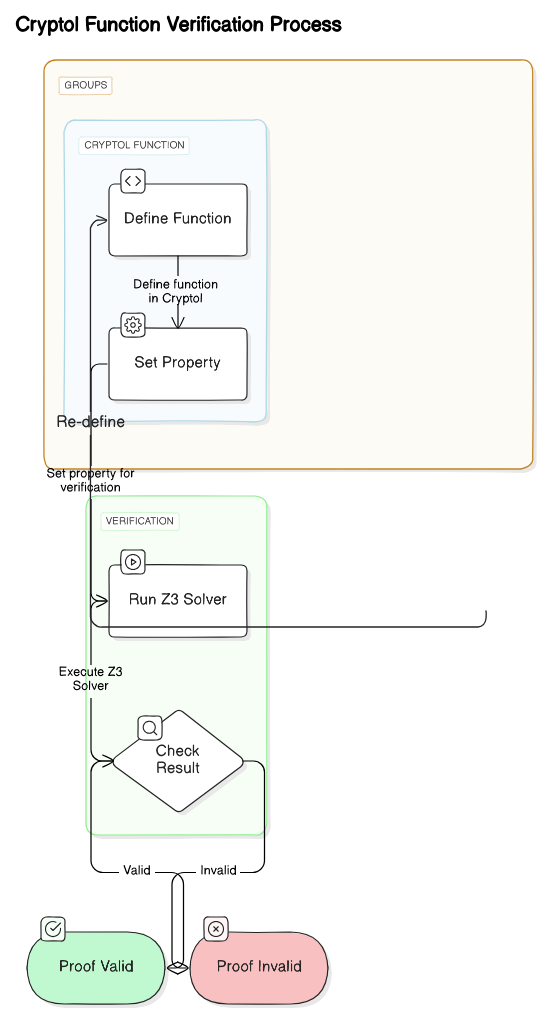 Cryptol Function Verification Process
GROUPS
CRYPTOL FUNCTION
Define Function
Define function
in Cryptol
Set Property
Re-define
Set property for
verification
VERIFICATION
Run Z3 Solver
Execute Z3
Solver
Check
Result
Valid
Invalid
Proof Valid
Proof Invalid